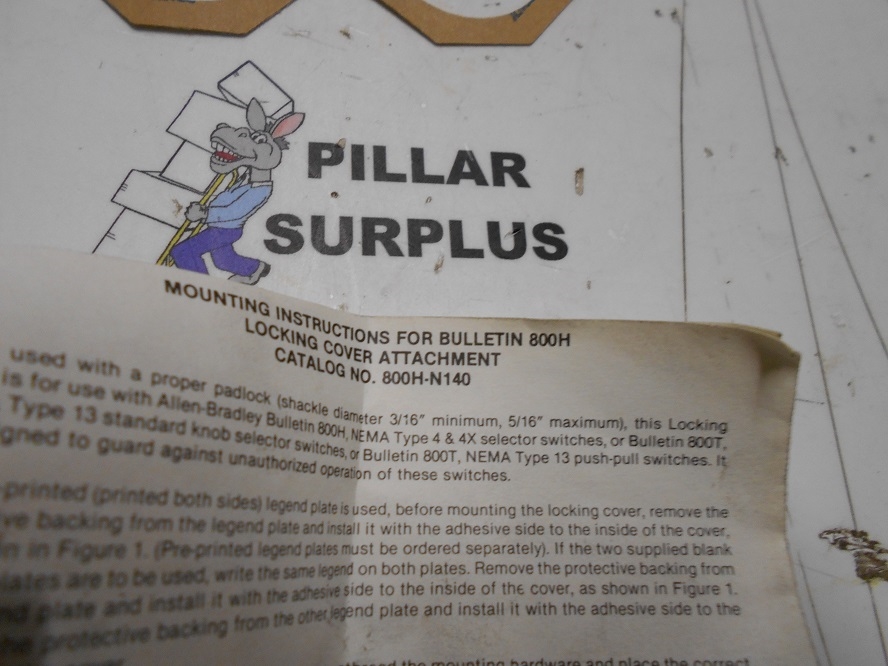 PILLAR
SURPLUS
MOUNTING INSTRUCTIONS FOR BULLETIN 800H
LOCKING COVER ATTACHMENT
CATALOG NO. 800H-N140
used with a proper padlock (shackle diameter 3/16" minimum, 5/16" maximum), this Locking
is for use with Allen-Bradley Bulletin 800H, NEMA Type 4 & 4X selector switches, or Bulletin 800T,
Type 13 standard knob selector switches, or Bulletin 800T, NEMA Type 13 push-pull switches. It
gned to guard against unauthorized operation of these switches.
-printed (printed both sides) legend plate is used, before mounting the locking cover, remove the
ve backing from the legend plate and install it with the adhesive side to the inside of the cover,
n in Figure 1. (Pre-printed legend plates must be ordered separately). If the two supplied blank
plates are to be used, write the same legend on both plates. Remove the protective backing from
nd plate and install it with the adhesive side to the inside of the cover, as shown in Figure 1.
the protective backing from the other legend plate and install it with the adhesive side to the
the mounting hardware and place the correct